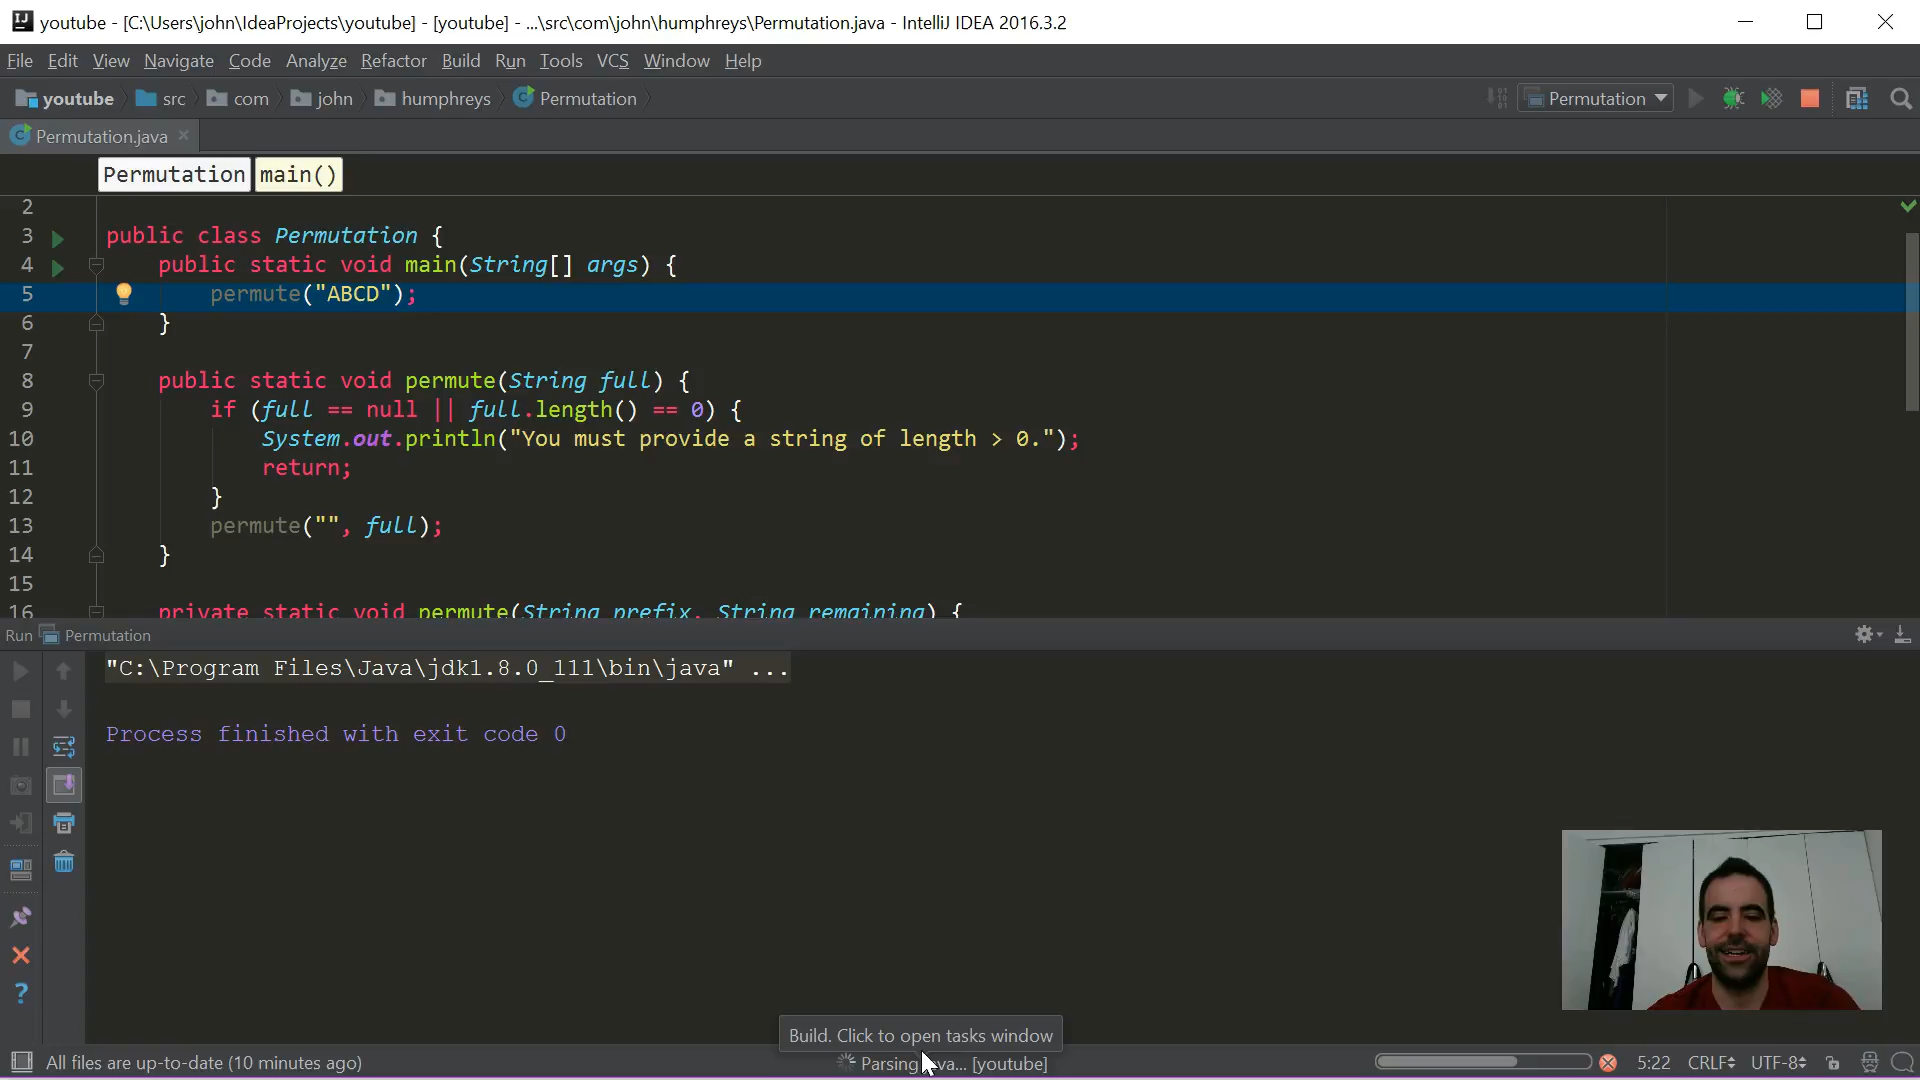 youtube - [C:\Users\john\IdeaProjects\youtube] - [youtube] - ...\src\com\john\humphreys\Permutation.java - IntelliJ IDEA 2016.3.2
File Edit View Navigate Code Analyze Refactor Build Run Tools VCS Window Help
youtube src com john humphreys Permutation Permutation
Permutation.java
Permutation main()
2
3 public class Permutation {
4 public static void main(String[] args) {
5 permute("ABCD");
6 }
7
8 public static void permute(String full) {
9 if (full == null || full.length() == 0) {
10 System.out.println("You must provide a string of length > 0.");
11 return;
12 }
13 permute("", full);
14 }
15
16 private static void permute(String prefix, String remaining) {
Run Permutation
"C:\Program Files\Java\jdk1.8.0_111\bin\java" ...
Process finished with exit code 0
Build. Click to open tasks window
All files are up-to-date (10 minutes ago) Parsing [youtube] 5:22 CRLF UTF-8